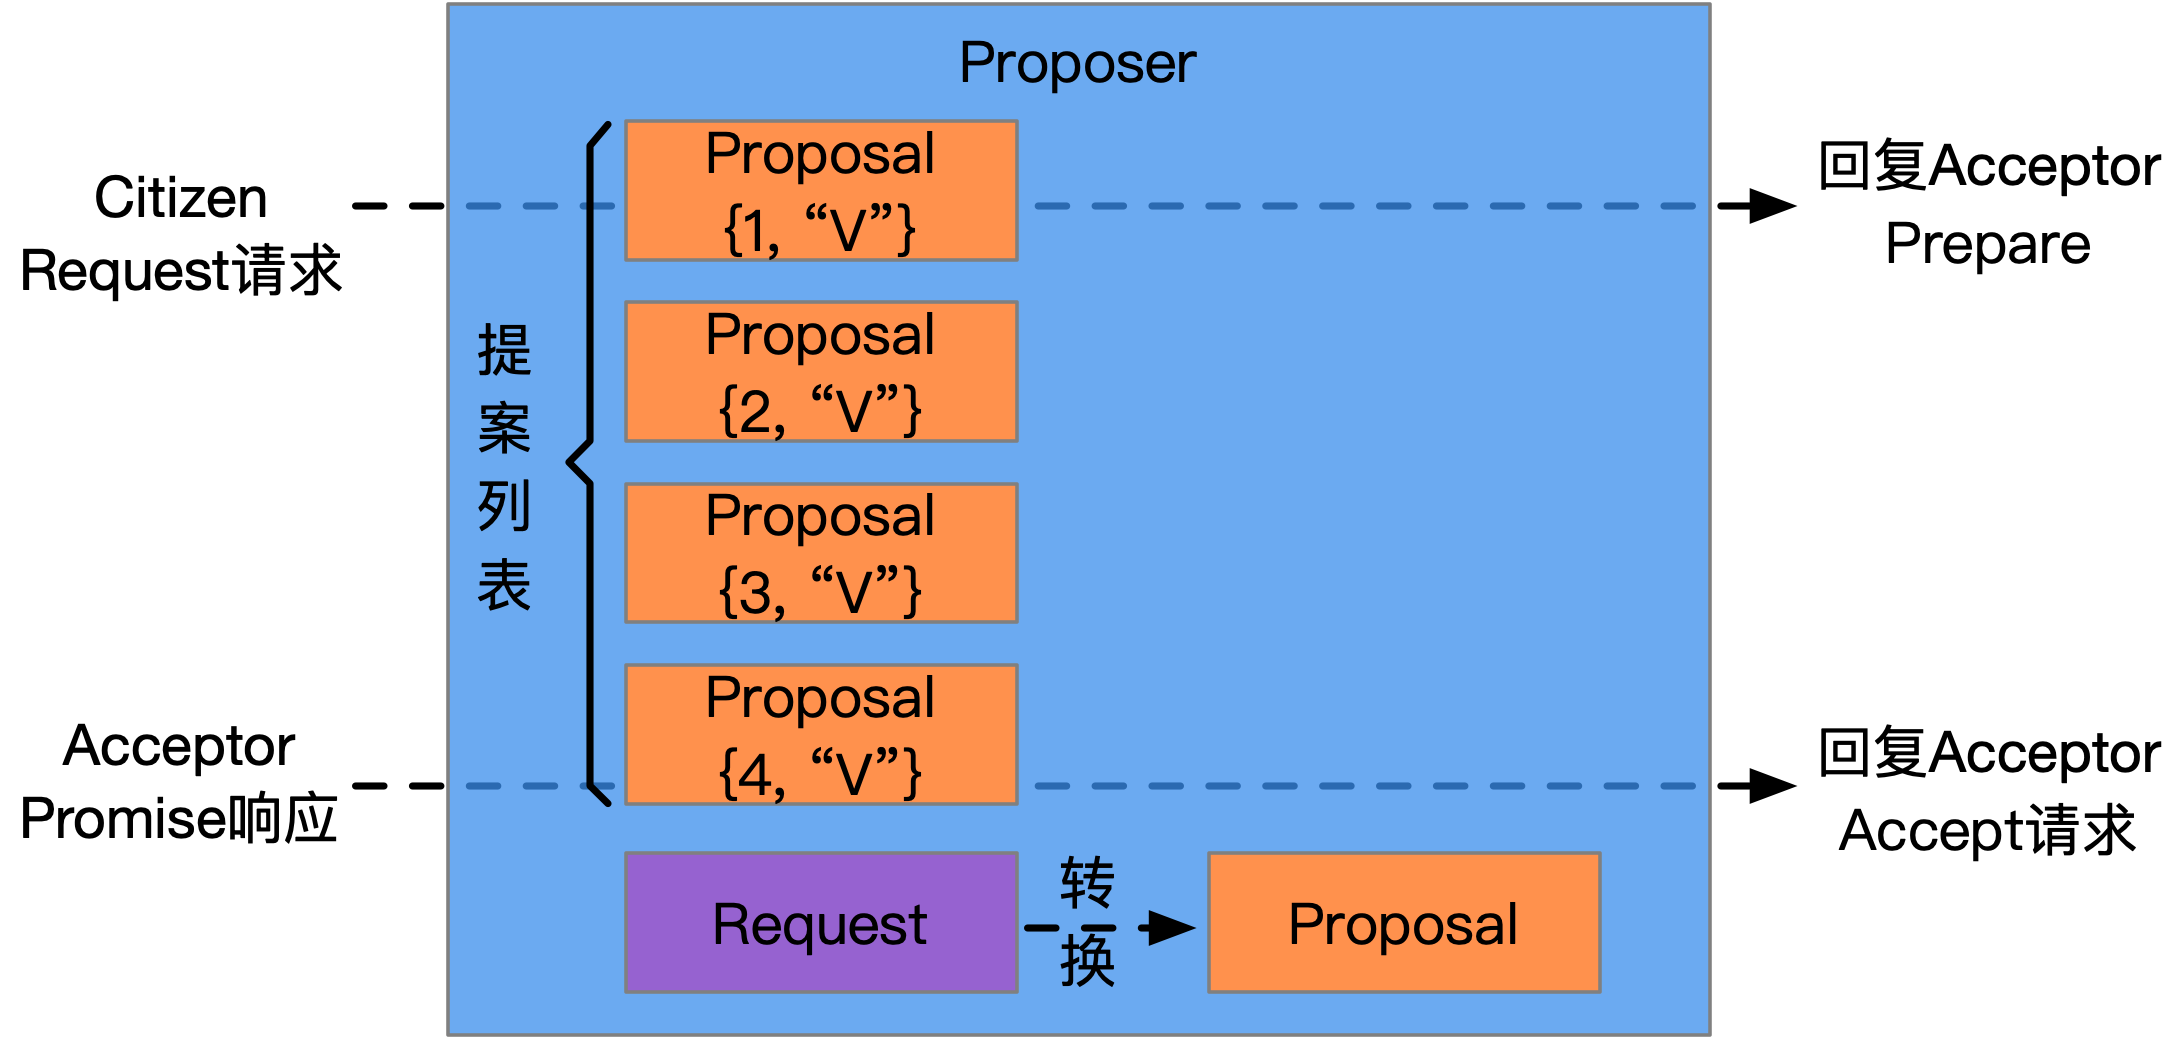 Proposer
Citizen
Request请求
提
案
列
表
Proposal
{1, “V”}
Proposal
{2, “V”}
Proposal
{3, “V”}
Proposal
{4, “V”}
回复Acceptor
Prepare
Acceptor
Promise响应
回复Acceptor
Accept请求
Request
转
换
Proposal